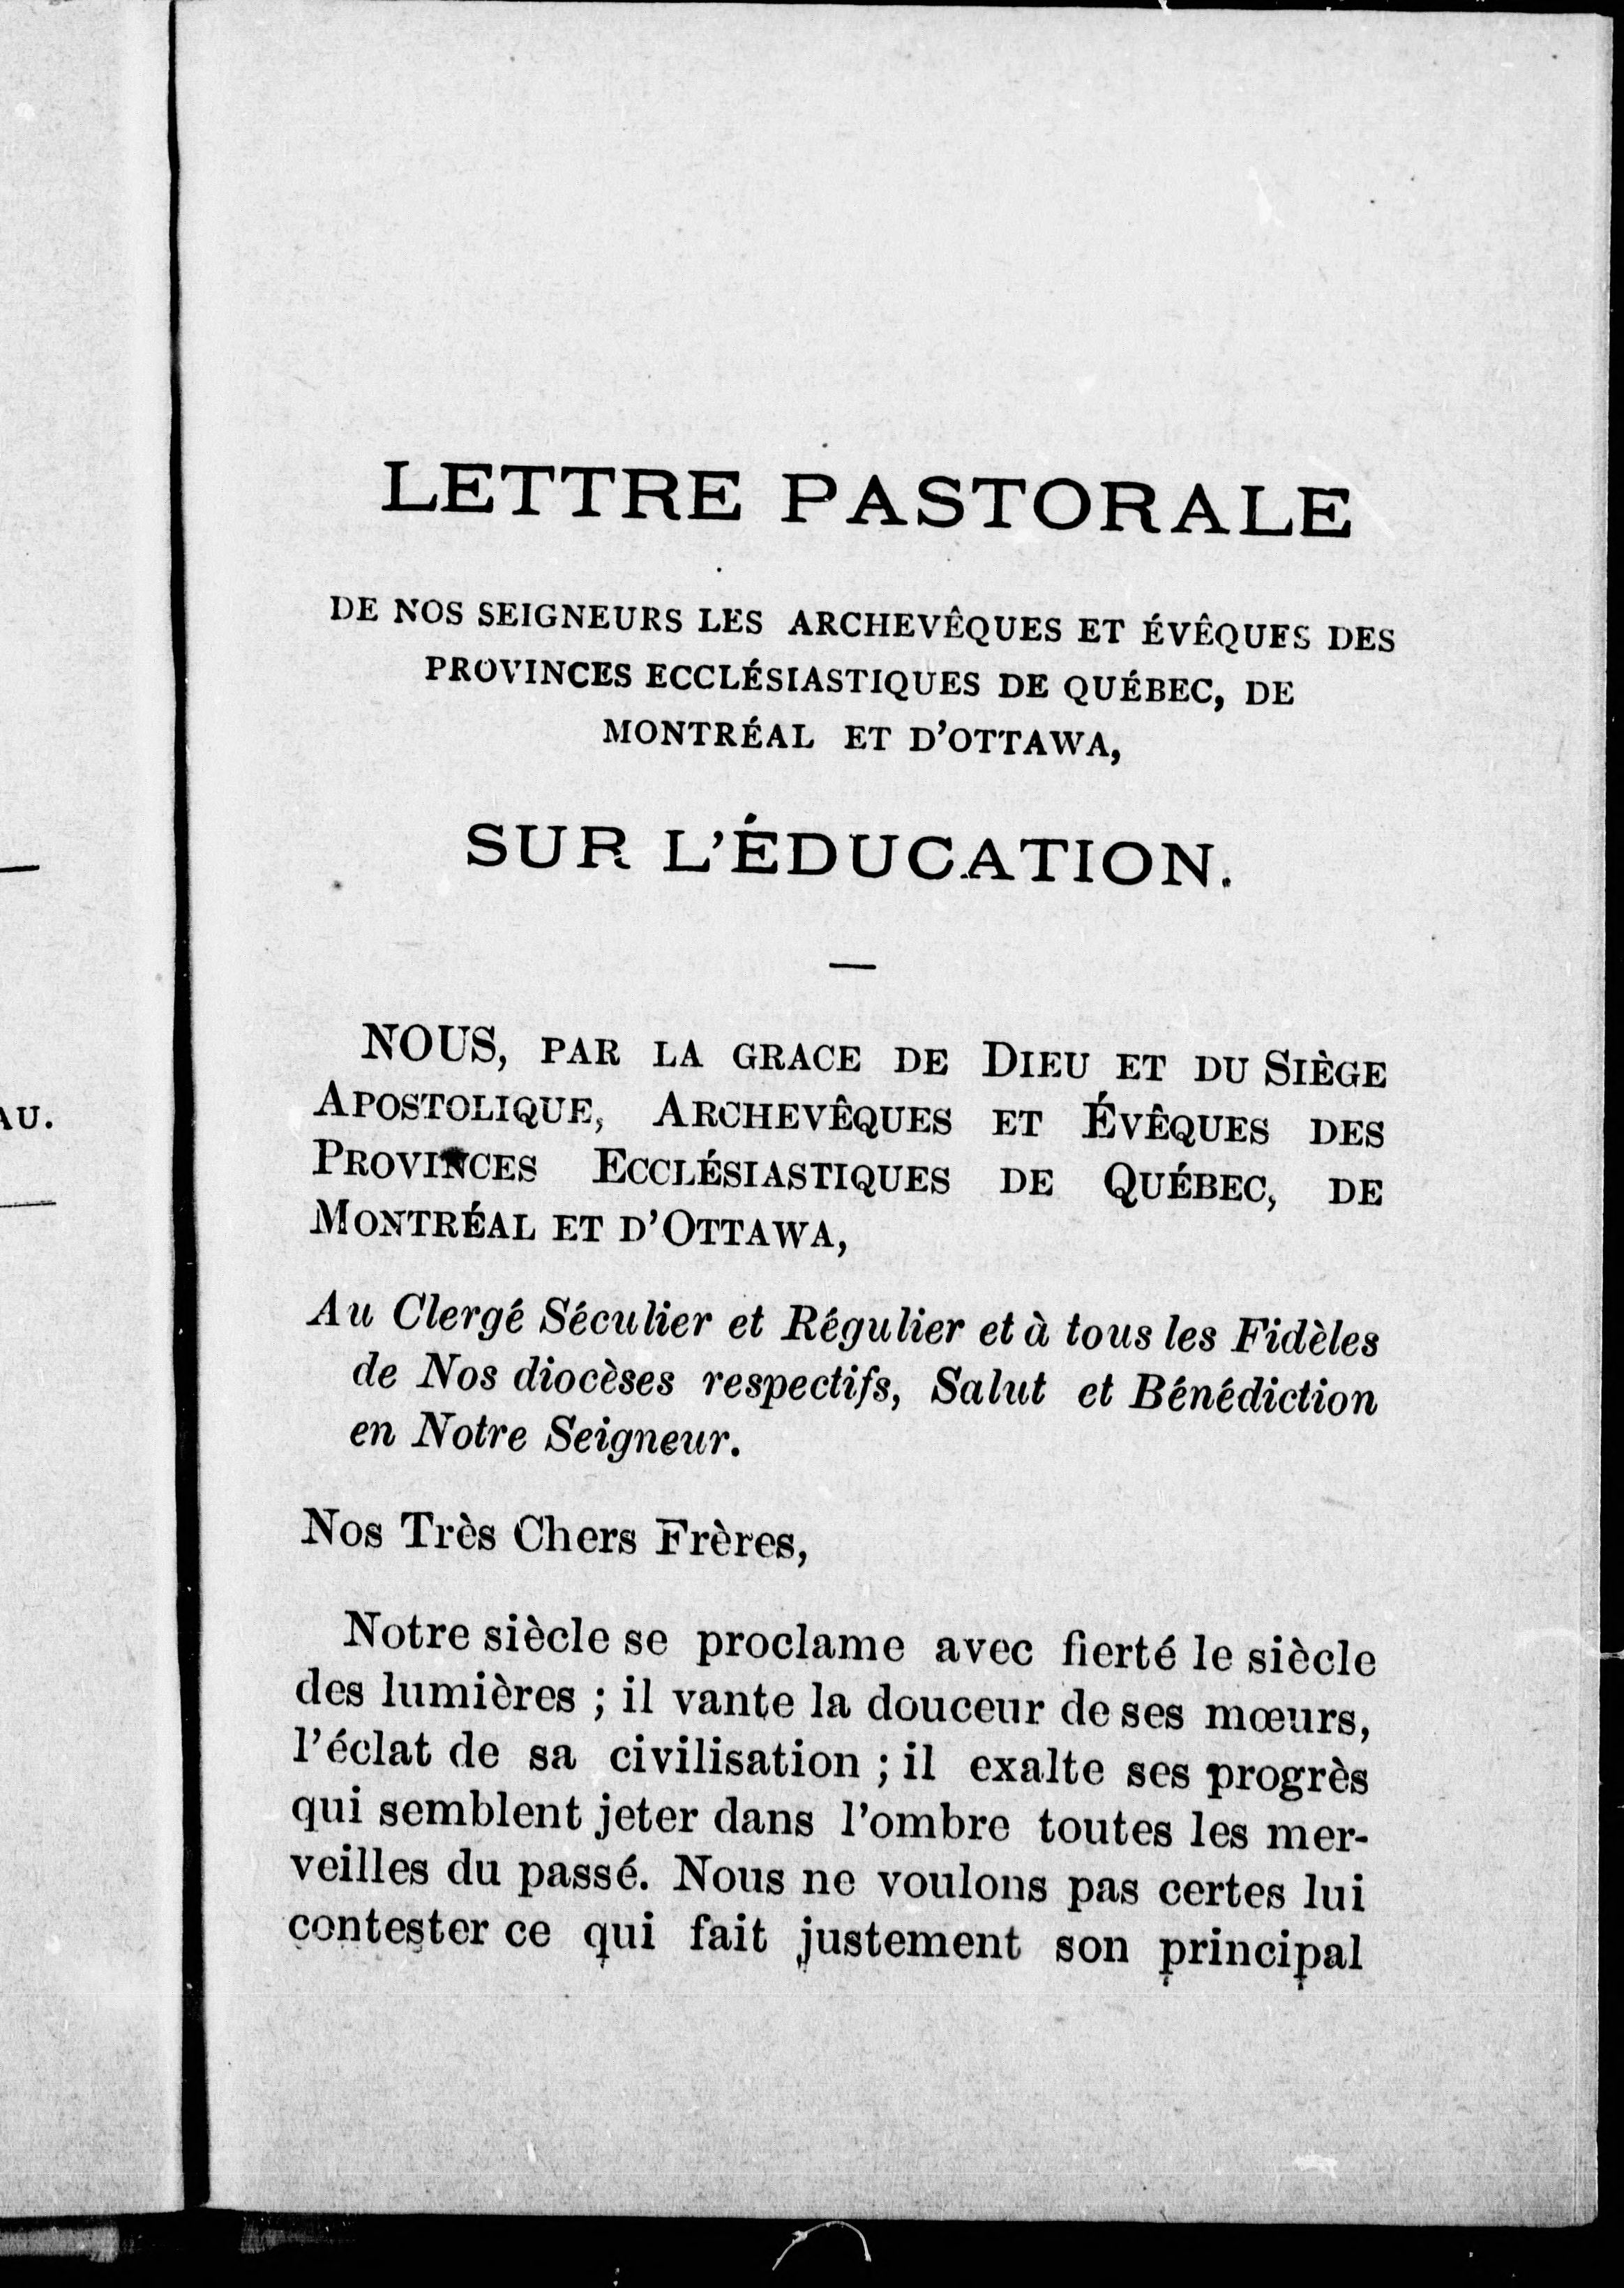 LETTRE PASTORALE
DE NOS SEIGNEURS LES ARCHEVÊQUES ET ÉVÊQUES DES
PROVINCES ECCLÉSIASTIQUES DE QUÉBEC, DE
MONTRÉAL ET D'OTTAWA,
SUR L'ÉDUCATION.
NOUS, PAR LA GRACE DE DIEU ET DU SIÈGE
APOSTOLIQUE, ARCHEVÊQUES ET ÉVÊQUES DES
PROVINCES ECCLÉSIASTIQUES DE QUÉBEC, DE
MONTRÉAL ET D'OTTAWA,
Au Clergé Séculier et Régulier et à tous les Fidèles
de Nos diocèses respectifs, Salut et Bénédiction
en Notre Seigneur.
Nos Très Chers Frères,
Notre siècle se proclame avec fierté le siècle
des lumières ; il vante la douceur de ses mœurs,
l'éclat de sa civilisation ; il exalte ses progrès
qui semblent jeter dans l'ombre toutes les mer-
veilles du passé. Nous ne voulons pas certes lui
contester ce qui fait justement son principal